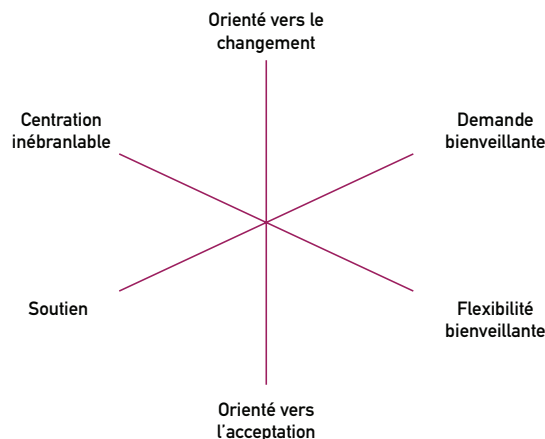 Orienté vers le
changement
Centration
inébranlable
Demande
bienveillante
Soutien
Flexibilité
bienveillante
Orienté vers
l'acceptation